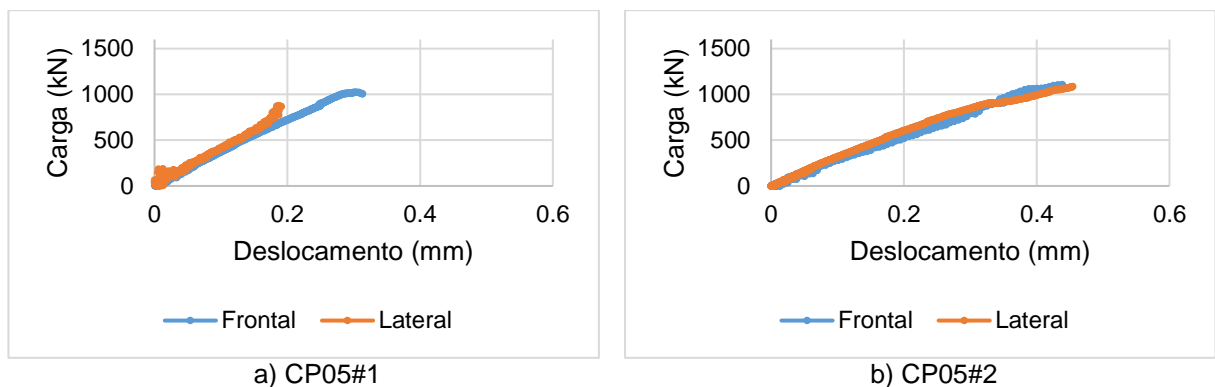 Carga (kN)
1500
1000
500
0
0
0.2
0.4
0.6
Deslocamento (mm)
Frontal
Lateral
a) CP05#1
Carga (kN)
1500
1000
500
0
0
0.2
0.4
0.6
Deslocamento (mm)
Frontal
Lateral
b) CP05#2